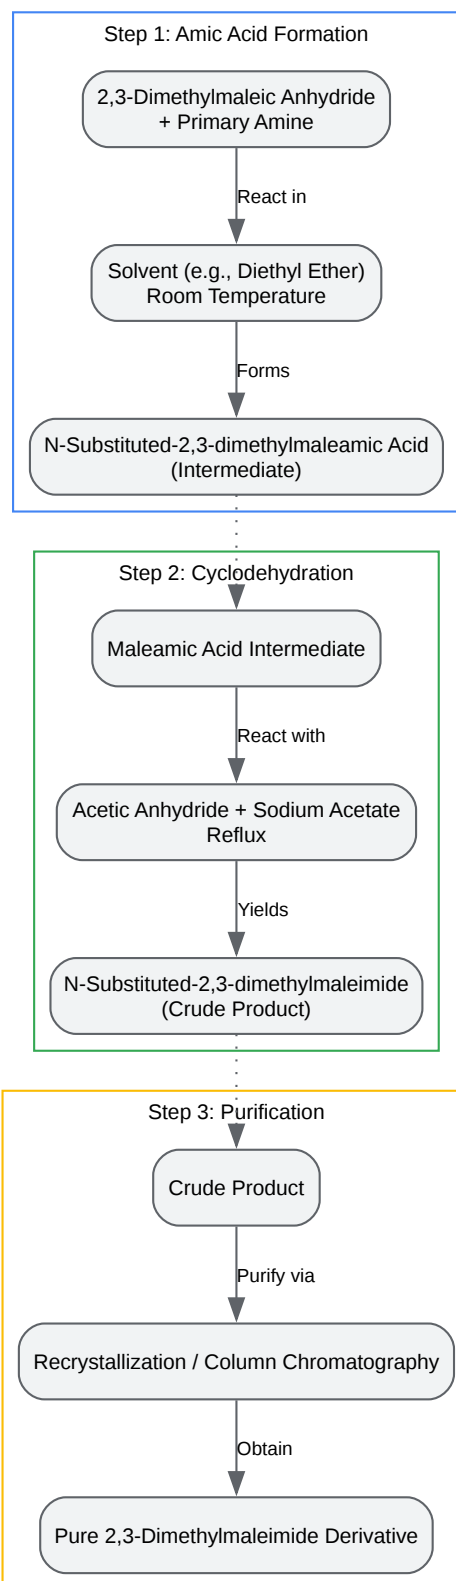 Step 1: Amic Acid Formation
2,3-Dimethylmaleic Anhydride
+ Primary Amine
React in
Solvent (e.g., Diethyl Ether)
Room Temperature
Forms
N-Substituted-2,3-dimethylmaleamic Acid
(Intermediate)
Step 2: Cyclodehydration
Maleamic Acid Intermediate
React with
Acetic Anhydride + Sodium Acetate
Reflux
Yields
N-Substituted-2,3-dimethylmaleimide
(Crude Product)
Step 3: Purification
Crude Product
Purify via
Recrystallization / Column Chromatography
Obtain
Pure 2,3-Dimethylmaleimide Derivative